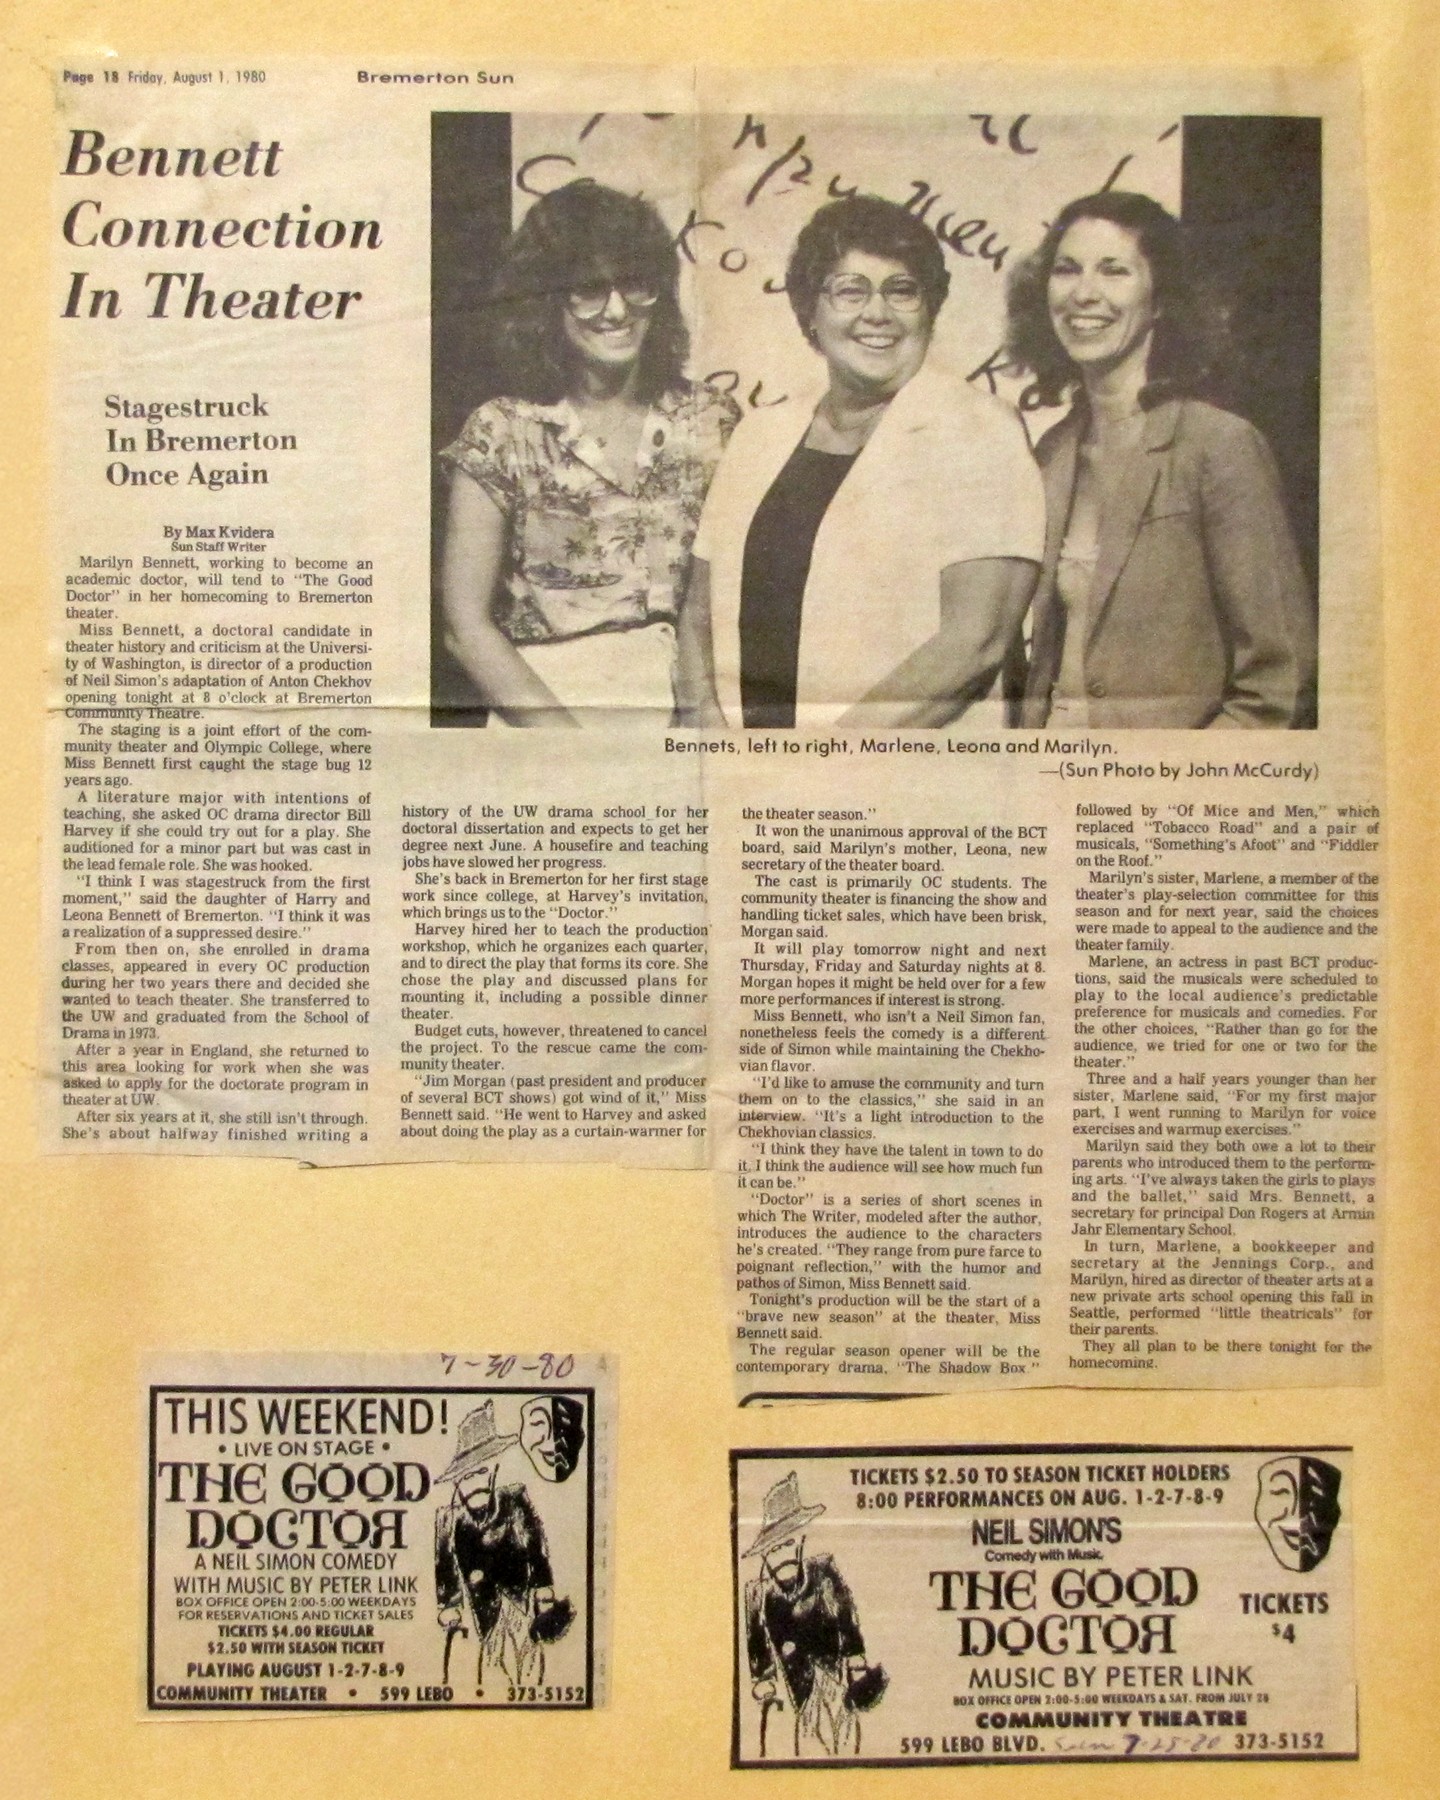 Page 18 Friday, August 1, 1980
Bremerton Sun
Bennett
Connection
In Theater
Stagestruck
In Bremerton
Once Again
By Max Kvidera
Sun Staff Writer
Marilyn Bennett, working to become an
academic doctor, will tend to "The Good
Doctor" in her homecoming to Bremerton
theater.
Miss Bennett, a doctoral candidate in
theater history and criticism at the Universi-
ty of Washington, is director of a production
of Neil Simon's adaptation of Anton Chekhov
opening tonight at 8 o'clock at Bremerton
Community Theatre.
The staging is a joint effort of the com-
munity theater and Olympic College, where
Miss Bennett first caught the stage bug 12
years ago.
A literature major with intentions of
teaching, she asked OC drama director Bill
Harvey if she could try out for a play. She
auditioned for a minor part but was cast in
the lead female role. She was hooked.
"I think I was stagestruck from the first
moment," said the daughter of Harry and
Leona Bennett of Bremerton. "I think it was
a realization of a suppressed desire."
From then on, she enrolled in drama
classes, appeared in every OC production
during her two years there and decided she
wanted to teach theater. She transferred to
the UW and graduated from the School of
Drama in 1973.
After a year in England, she returned to
this area looking for work when she was
asked to apply for the doctorate program in
theater at UW.
After six years at it, she still isn't through.
She's about halfway finished writing a
Bennets, left to right, Marlene, Leona and Marilyn.
—(Sun Photo by John McCurdy)
history of the UW drama school for her
doctoral dissertation and expects to get her
degree next June. A housefire and teaching
jobs have slowed her progress.
She's back in Bremerton for her first stage
work since college, at Harvey's invitation,
which brings us to the "Doctor."
Harvey hired her to teach the production
workshop, which he organizes each quarter,
and to direct the play that forms its core. She
chose the play and discussed plans for
mounting it, including a possible dinner
theater.
Budget cuts, however, threatened to cancel
the project. To the rescue came the com-
munity theater.
"Jim Morgan (past president and producer
of several BCT shows) got wind of it," Miss
Bennett said. "He went to Harvey and asked
about doing the play as a curtain-warmer for
the theater season."
It won the unanimous approval of the BCT
board, said Marilyn's mother, Leona, new
secretary of the theater board.
The cast is primarily OC students. The
community theater is financing the show and
handling ticket sales, which have been brisk,
Morgan said.
It will play tomorrow night and next
Thursday, Friday and Saturday nights at 8.
Morgan hopes it might be held over for a few
more performances if interest is strong.
Miss Bennett, who isn't a Neil Simon fan,
nonetheless feels the comedy is a different
side of Simon while maintaining the Chekho-
vian flavor.
"I'd like to amuse the community and turn
them on to the classics," she said in an
interview. "It's a light introduction to the
Chekhovian classics.
"I think they have the talent in town to do
it. I think the audience will see how much fun
it can be."
"Doctor" is a series of short scenes in
which The Writer, modeled after the author,
introduces the audience to the characters
he's created. "They range from pure farce to
poignant reflection," with the humor and
pathos of Simon, Miss Bennett said.
Tonight's production will be the start of a
"brave new season" at the theater, Miss
Bennett said.
The regular season opener will be the
contemporary drama, "The Shadow Box."
followed by "Of Mice and Men," which
replaced "Tobacco Road" and a pair of
musicals, "Something's Afoot" and "Fiddler
on the Roof."
Marilyn's sister, Marlene, a member of the
theater's play-selection committee for this
season and for next year, said the choices
were made to appeal to the audience and the
theater family.
Marlene, an actress in past BCT produc-
tions, said the musicals were scheduled to
play to the local audience's predictable
preference for musicals and comedies. For
the other choices, "Rather than go for the
audience, we tried for one or two for the
theater."
Three and a half years younger than her
sister, Marlene said, "For my first major
part, I went running to Marilyn for voice
exercises and warmup exercises."
Marilyn said they both owe a lot to their
parents who introduced them to the perform-
ing arts. "I've always taken the girls to plays
and the ballet," said Mrs. Bennett, a
secretary for principal Don Rogers at Armin
Jahr Elementary School.
In turn, Marlene, a bookkeeper and
secretary at the Jennings Corp., and
Marilyn, hired as director of theater arts at a
new private arts school opening this fall in
Seattle, performed "little theatricals" for
their parents.
They all plan to be there tonight for the
homecoming.
7-30-80
THIS WEEKEND!
• LIVE ON STAGE •
THE GOOD
DOCTOR
A NEIL SIMON COMEDY
WITH MUSIC BY PETER LINK
BOX OFFICE OPEN 2:00-5:00 WEEKDAYS
FOR RESERVATIONS AND TICKET SALES
TICKETS $4.00 REGULAR
$2.50 WITH SEASON TICKET
PLAYING AUGUST 1-2-7-8-9
COMMUNITY THEATER • 599 LEBO • 373-5152
TICKETS $2.50 TO SEASON TICKET HOLDERS
8:00 PERFORMANCES ON AUG. 1-2-7-8-9
NEIL SIMON'S
Comedy with Music
THE GOOD
DOCTOR
TICKETS
$4
MUSIC BY PETER LINK
BOX OFFICE OPEN 2:00-5:00 WEEKDAYS & SAT. FROM JULY 28
COMMUNITY THEATRE
599 LEBO BLVD. Sun 7-25-80 373-5152